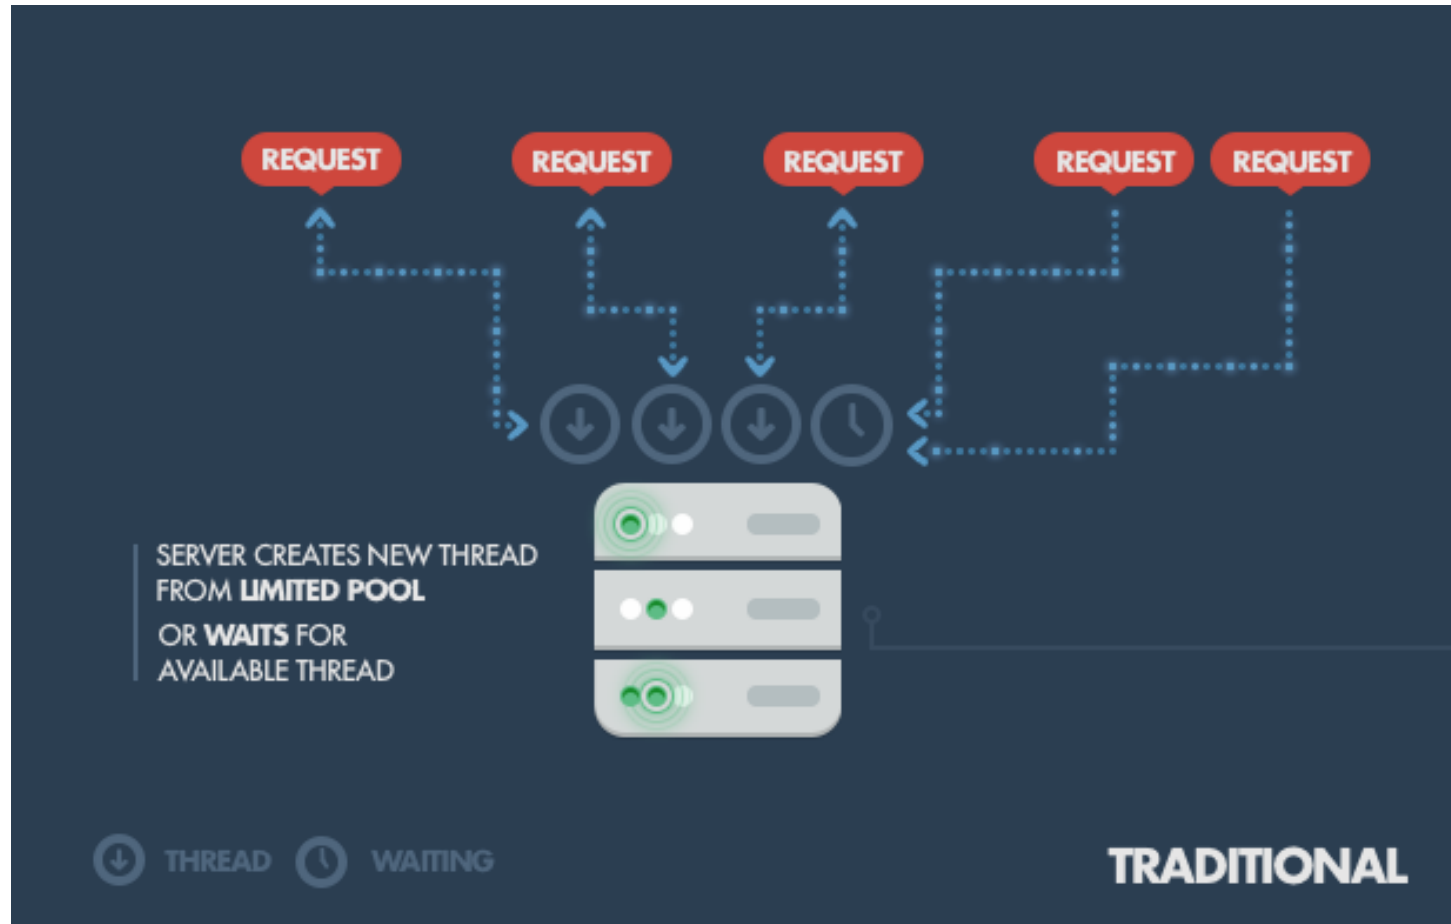 REQUEST
REQUEST
REQUEST
REQUEST
REQUEST
SERVER CREATES NEW THREAD
FROM LIMITED POOL
OR WAITS FOR
AVAILABLE THREAD
THREAD
WAITING
TRADITIONAL